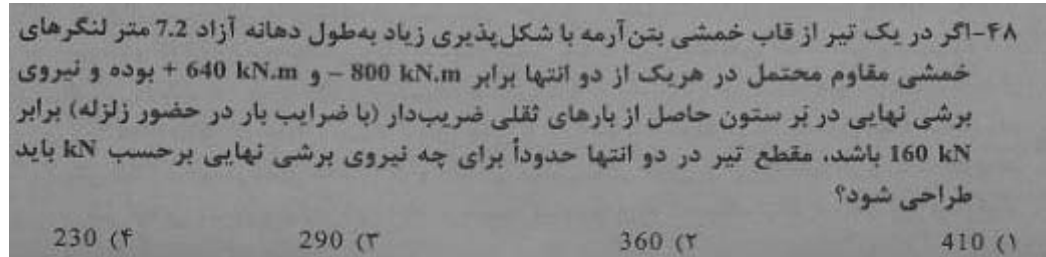 ۴۸-اگر در یک تیر از قاب خمشی بتن‌آرمه با شکل‌پذیری زیاد به‌طول دهانه آزاد 7.2 متر لنگرهای
خمشی مقاوم محتمل در هریک از دو انتها برابر 800 kN.m – و 640 kN.m + بوده و نیروی
برشی نهایی در بَر ستون حاصل از بارهای ثقلی ضریب‌دار (با ضرایب بار در حضور زلزله) برابر
160 kN باشد، مقطع تیر در دو انتها حدوداً برای چه نیروی برشی نهایی برحسب kN باید
طراحی شود؟
۱) 410 ۲) 360 ۳) 290 ۴) 230